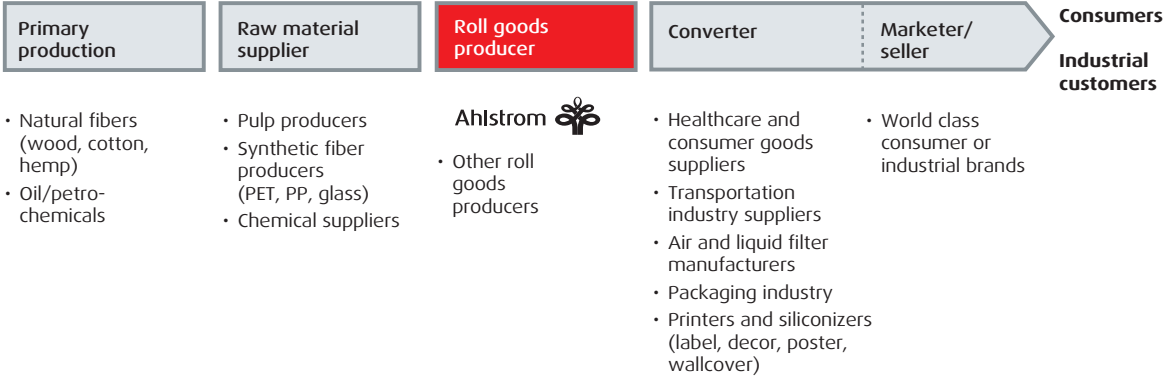 Primary
production
Raw material
supplier
Roll goods
producer
Converter
Marketer/
seller
Consumers
Industrial
customers
• Natural fibers
(wood, cotton,
hemp)
• Oil/petro-
chemicals
• Pulp producers
• Synthetic fiber
producers
(PET, PP, glass)
• Chemical suppliers
Ahlstrom
• Other roll
goods
producers
• Healthcare and
consumer goods
suppliers
• Transportation
industry suppliers
• Air and liquid filter
manufacturers
• Packaging industry
• Printers and siliconizers
(label, decor, poster,
wallcover)
• World class
consumer or
industrial brands